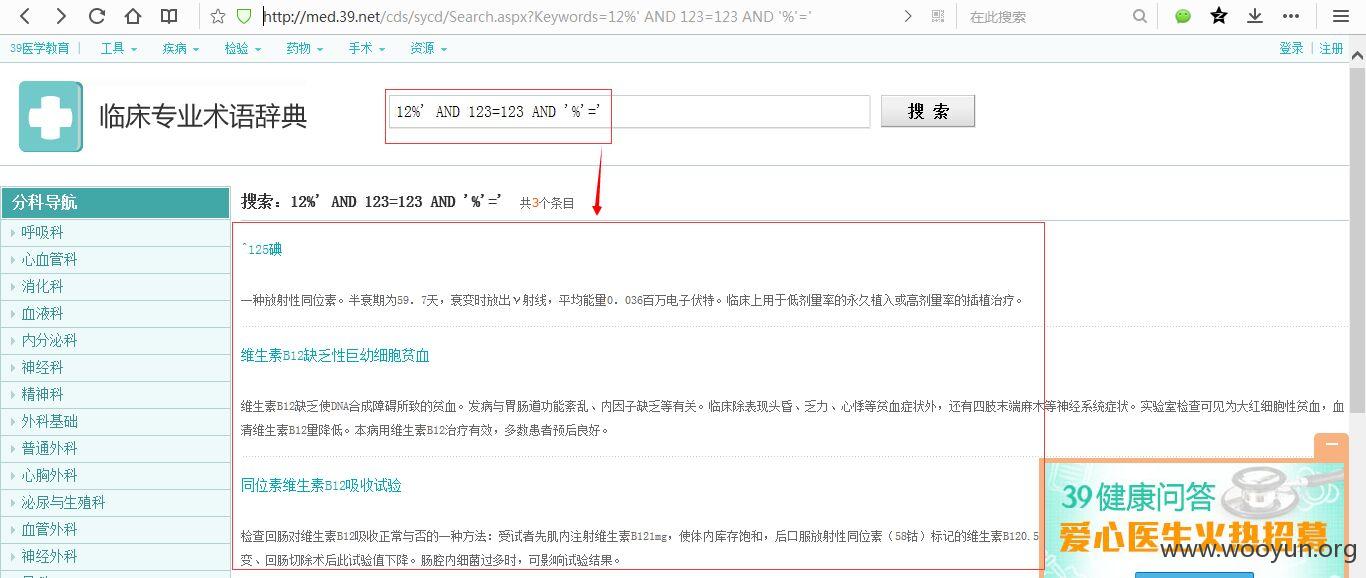 http://med.39.net/cds/sycd/Search.aspx?Keywords=12%' AND 123=123 AND '%'='
在此搜索
39医学教育 工具 疾病 检验 药物 手术 资源 登录 注册
临床专业术语辞典
12%' AND 123=123 AND '%'='
搜 索
分科导航
呼吸科
心血管科
消化科
血液科
内分泌科
神经科
精神科
外科基础
普通外科
心胸外科
泌尿与生殖科
血管外科
神经外科
搜索：12%' AND 123=123 AND '%'=' 共3个条目
^125碘
一种放射性同位素。半衰期为59．7天，衰变时放出ν射线，平均能量0．036百万电子伏特。临床上用于低剂量率的永久植入或高剂量率的插植治疗。
维生素B12缺乏性巨幼细胞贫血
维生素B12缺乏使DNA合成障碍所致的贫血。发病与胃肠道功能紊乱、内因子缺乏等有关。临床除表现头昏、乏力、心悸等贫血症状外，还有四肢末端麻木等神经系统症状。实验室检查可见为大红细胞性贫血，血
清维生素B12量降低。本病用维生素B12治疗有效，多数患者预后良好。
同位素维生素B12吸收试验
检查回肠对维生素B12吸收正常与否的一种方法：受试者先肌内注射维生素B121mg，使体内库存饱和，后口服放射性同位素（58钴）标记的维生素B120.5
变、回肠切除术后此试验值下降。肠腔内细菌过多时，可影响试验结果。
39健康问答
爱心医生火热招募
www.wooyun.org